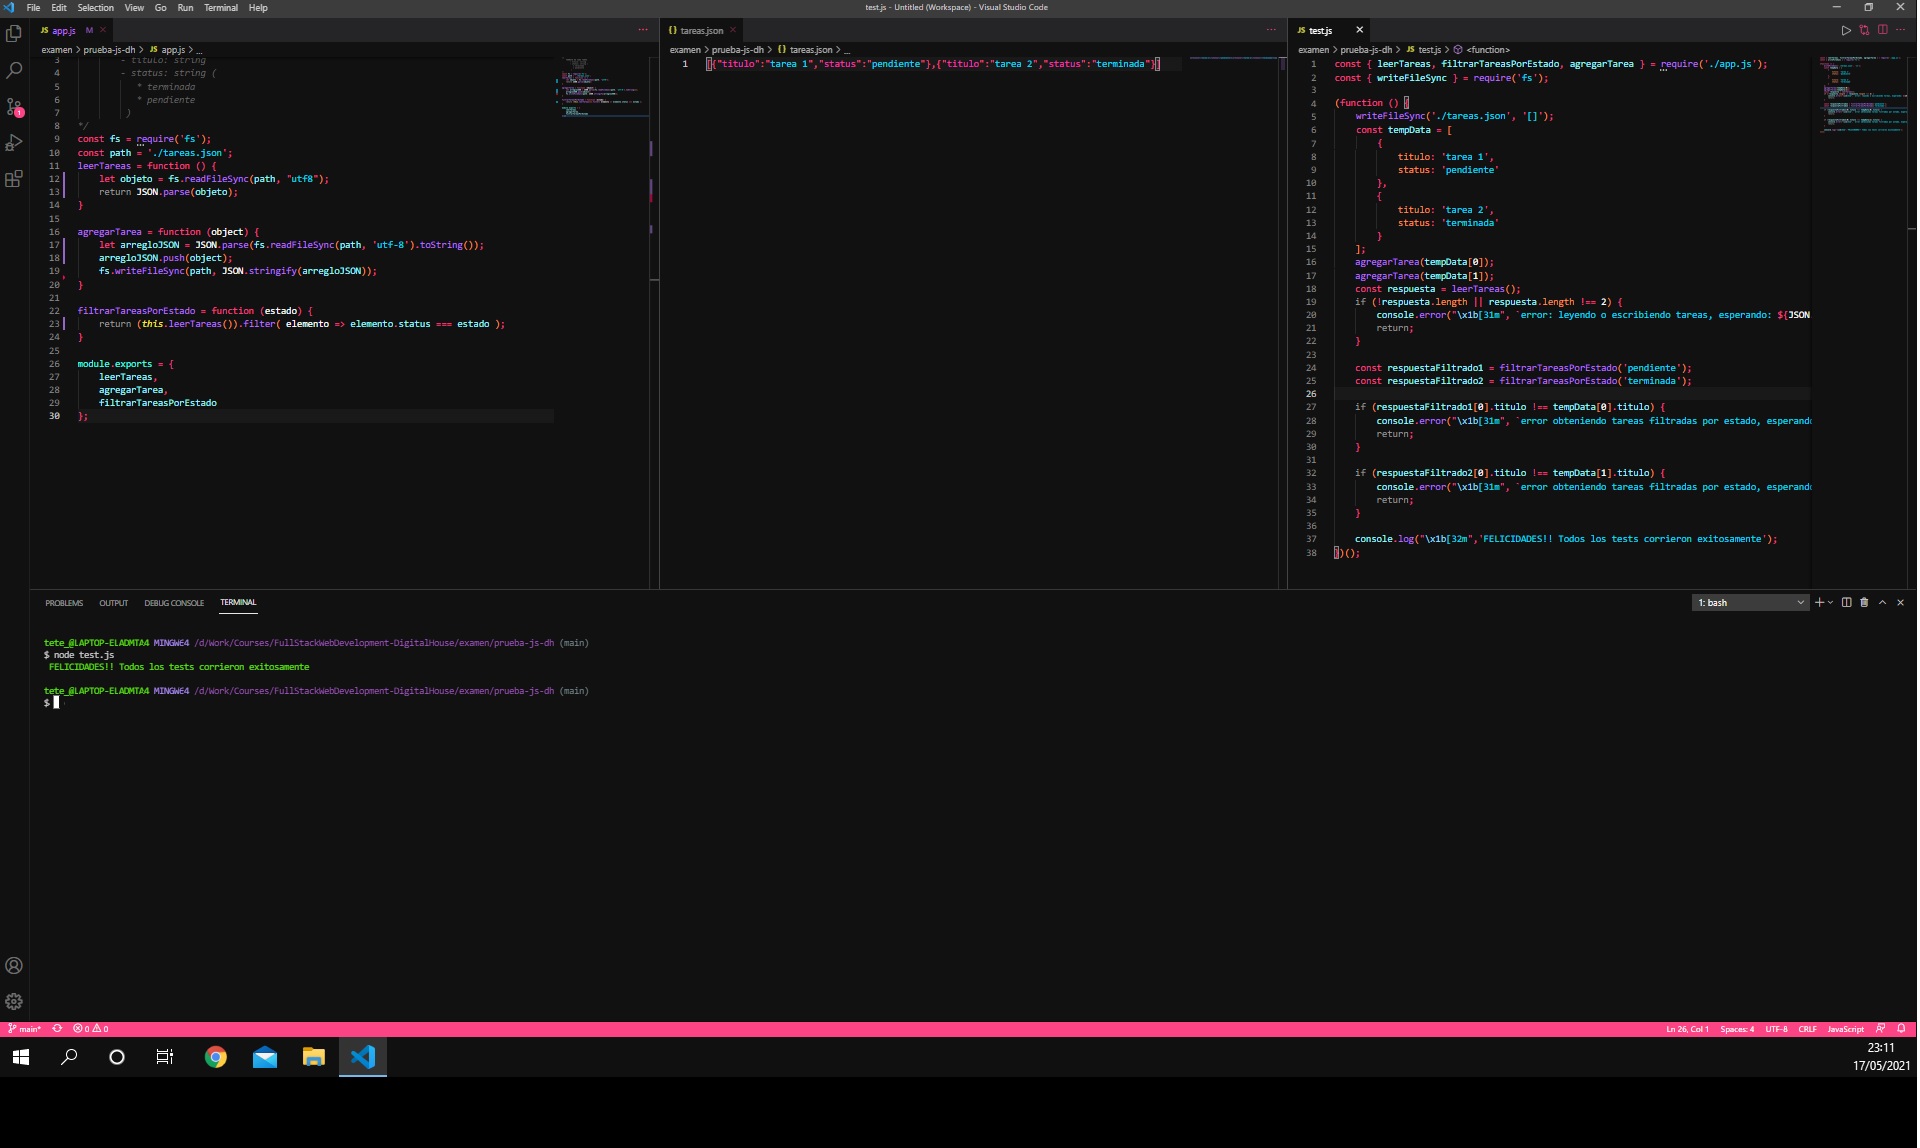 File Edit Selection View Go Run Terminal Help
test.js - Untitled (Workspace) - Visual Studio Code
JS app.js M
examen > prueba-js-dh > JS app.js > ...
3 - titulo: string
4 - status: string (
5 * terminada
6 * pendiente
7 )
8 */
9 const fs = require('fs');
10 const path = './tareas.json';
11 leerTareas = function () {
12 let objeto = fs.readFileSync(path, "utf8");
13 return JSON.parse(objeto);
14 }
15
16 agregarTarea = function (object) {
17 let arregloJSON = JSON.parse(fs.readFileSync(path, 'utf-8').toString());
18 arregloJSON.push(object);
19 fs.writeFileSync(path, JSON.stringify(arregloJSON));
20 }
21
22 filtrarTareasPorEstado = function (estado) {
23 return (this.leerTareas()).filter( elemento => elemento.status === estado );
24 }
25
26 module.exports = {
27 leerTareas,
28 agregarTarea,
29 filtrarTareasPorEstado
30 };
{} tareas.json
examen > prueba-js-dh > {} tareas.json > ...
1 [{"titulo":"tarea 1","status":"pendiente"},{"titulo":"tarea 2","status":"terminada"}]
JS test.js
examen > prueba-js-dh > JS test.js > <function>
1 const { leerTareas, filtrarTareasPorEstado, agregarTarea } = require('./app.js');
2 const { writeFileSync } = require('fs');
3
4 (function () {
5 writeFileSync('./tareas.json', '[]');
6 const tempData = [
7 {
8 titulo: 'tarea 1',
9 status: 'pendiente'
10 },
11 {
12 titulo: 'tarea 2',
13 status: 'terminada'
14 }
15 ];
16 agregarTarea(tempData[0]);
17 agregarTarea(tempData[1]);
18 const respuesta = leerTareas();
19 if (!respuesta.length || respuesta.length !== 2) {
20 console.error("\x1b[31m", `error: leyendo o escribiendo tareas, esperando: ${JSON
21 return;
22 }
23
24 const respuestaFiltrado1 = filtrarTareasPorEstado('pendiente');
25 const respuestaFiltrado2 = filtrarTareasPorEstado('terminada');
26
27 if (respuestaFiltrado1[0].titulo !== tempData[0].titulo) {
28 console.error("\x1b[31m", `error obteniendo tareas filtradas por estado, esperando
29 return;
30 }
31
32 if (respuestaFiltrado2[0].titulo !== tempData[1].titulo) {
33 console.error("\x1b[31m", `error obteniendo tareas filtradas por estado, esperando
34 return;
35 }
36
37 console.log("\x1b[32m",'FELICIDADES!! Todos los tests corrieron exitosamente');
38 })();
PROBLEMS OUTPUT DEBUG CONSOLE TERMINAL
1: bash
tete_@LAPTOP-ELADMTA4 MINGW64 /d/Work/Courses/FullStackWebDevelopment-DigitalHouse/examen/prueba-js-dh (main)
$ node test.js
FELICIDADES!! Todos los tests corrieron exitosamente
tete_@LAPTOP-ELADMTA4 MINGW64 /d/Work/Courses/FullStackWebDevelopment-DigitalHouse/examen/prueba-js-dh (main)
$
main* 0 0
Ln 26, Col 1 Spaces: 4 UTF-8 CRLF JavaScript
23:11
17/05/2021